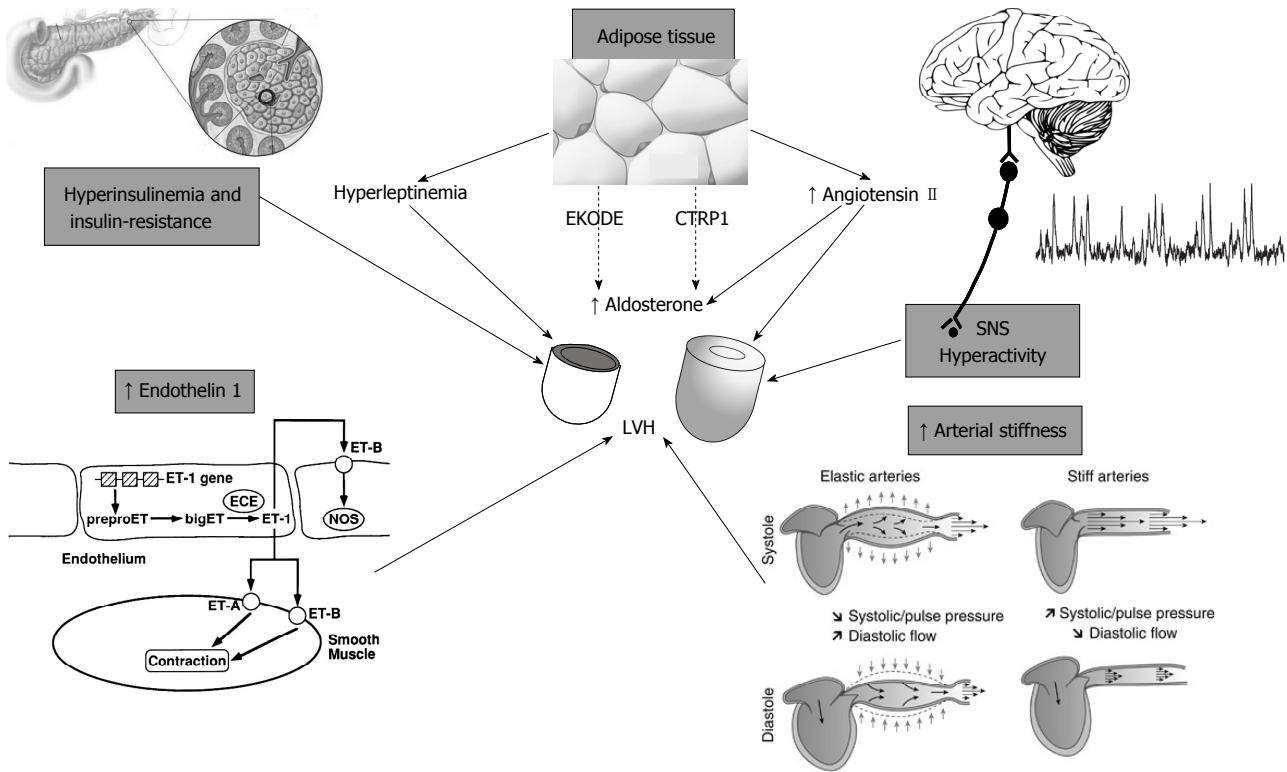 Adipose tissue
Hyperinsulinemia and
insulin-resistance
Hyperleptinemia
EKODE
CTRP1
↑ Angiotensin Ⅱ
↑ Aldosterone
SNS
Hyperactivity
↑ Endothelin 1
LVH
↑ Arterial stiffness
ET-B
ET-1 gene
ECE
preproET
bigET
ET-1
NOS
Endothelium
ET-A
ET-B
Smooth
Muscle
Contraction
Elastic arteries
Stiff arteries
Systole
↘ Systolic/pulse pressure
↗ Diastolic flow
↗ Systolic/pulse pressure
↘ Diastolic flow
Diastole